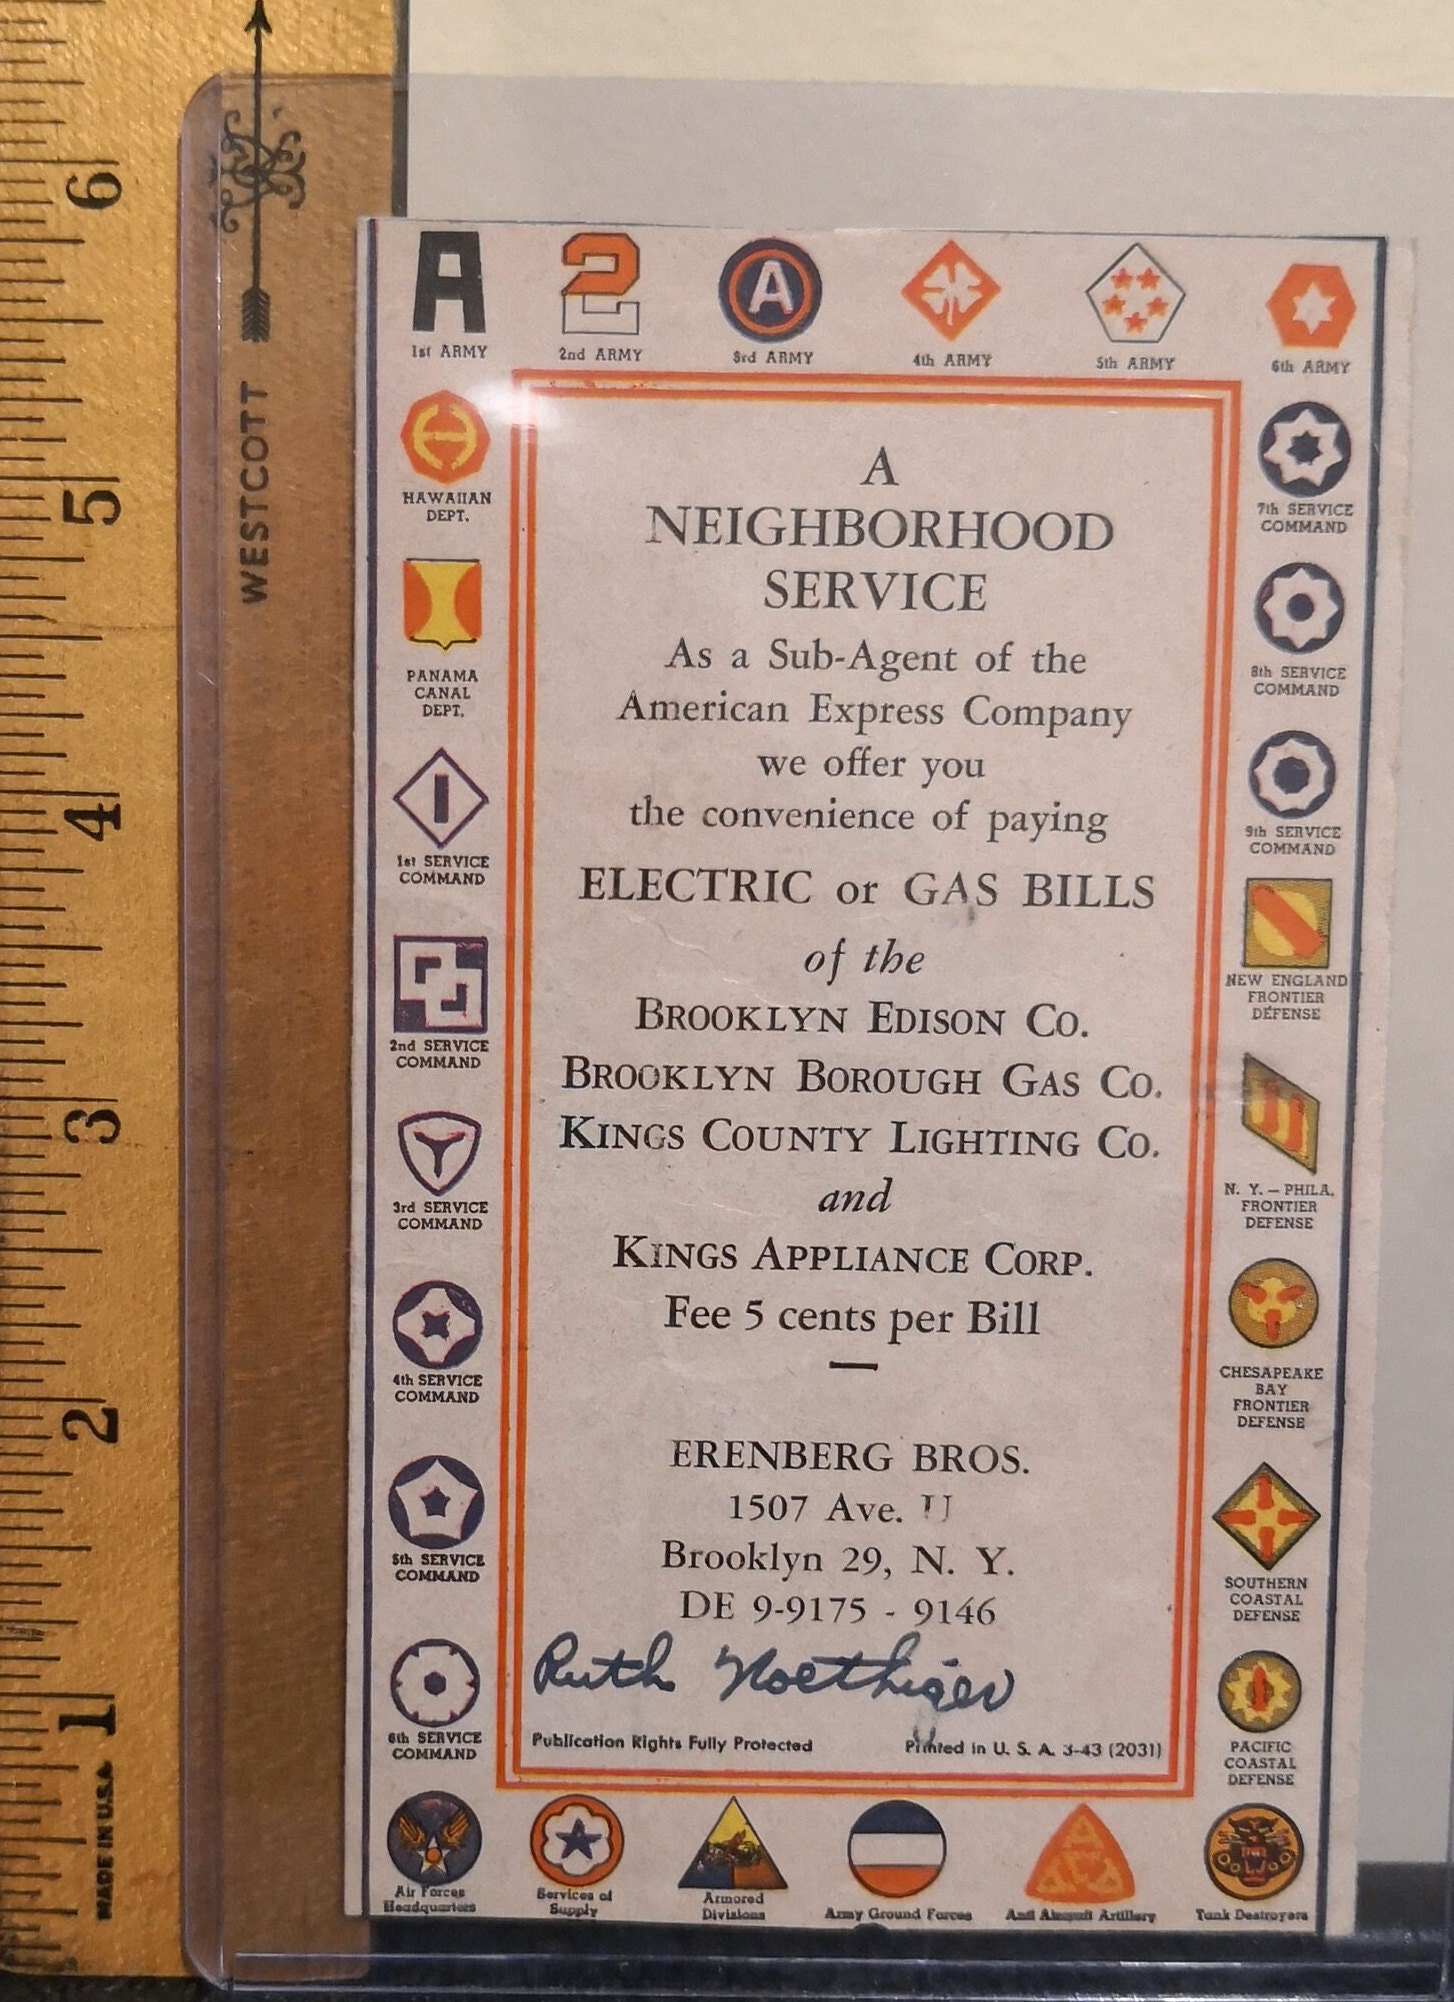 6
5
4
3
2
1
WESTCOTT
MADE IN U.S.A.
A
2
A
1st ARMY
2nd ARMY
3rd ARMY
4th ARMY
5th ARMY
6th ARMY
HAWAIIAN
DEPT.
PANAMA
CANAL
DEPT.
1st SERVICE
COMMAND
2nd SERVICE
COMMAND
3rd SERVICE
COMMAND
4th SERVICE
COMMAND
5th SERVICE
COMMAND
6th SERVICE
COMMAND
A
NEIGHBORHOOD
SERVICE
As a Sub-Agent of the
American Express Company
we offer you
the convenience of paying
ELECTRIC or GAS BILLS
of the
BROOKLYN EDISON CO.
BROOKLYN BOROUGH GAS CO.
KINGS COUNTY LIGHTING CO.
and
KINGS APPLIANCE CORP.
Fee 5 cents per Bill
ERENBERG BROS.
1507 Ave. U
Brooklyn 29, N. Y.
DE 9-9175 - 9146
Ruth Noethiger
Publication Rights Fully Protected
Printed in U. S. A. 3-43 (2031)
7th SERVICE
COMMAND
8th SERVICE
COMMAND
9th SERVICE
COMMAND
NEW ENGLAND
FRONTIER
DEFENSE
N. Y. – PHILA.
FRONTIER
DEFENSE
CHESAPEAKE
BAY
FRONTIER
DEFENSE
SOUTHERN
COASTAL
DEFENSE
PACIFIC
COASTAL
DEFENSE
Air Forces
Headquarters
Services of
Supply
Armored
Divisions
Army Ground Forces
Anti Aircraft Artillery
Tank Destroyers